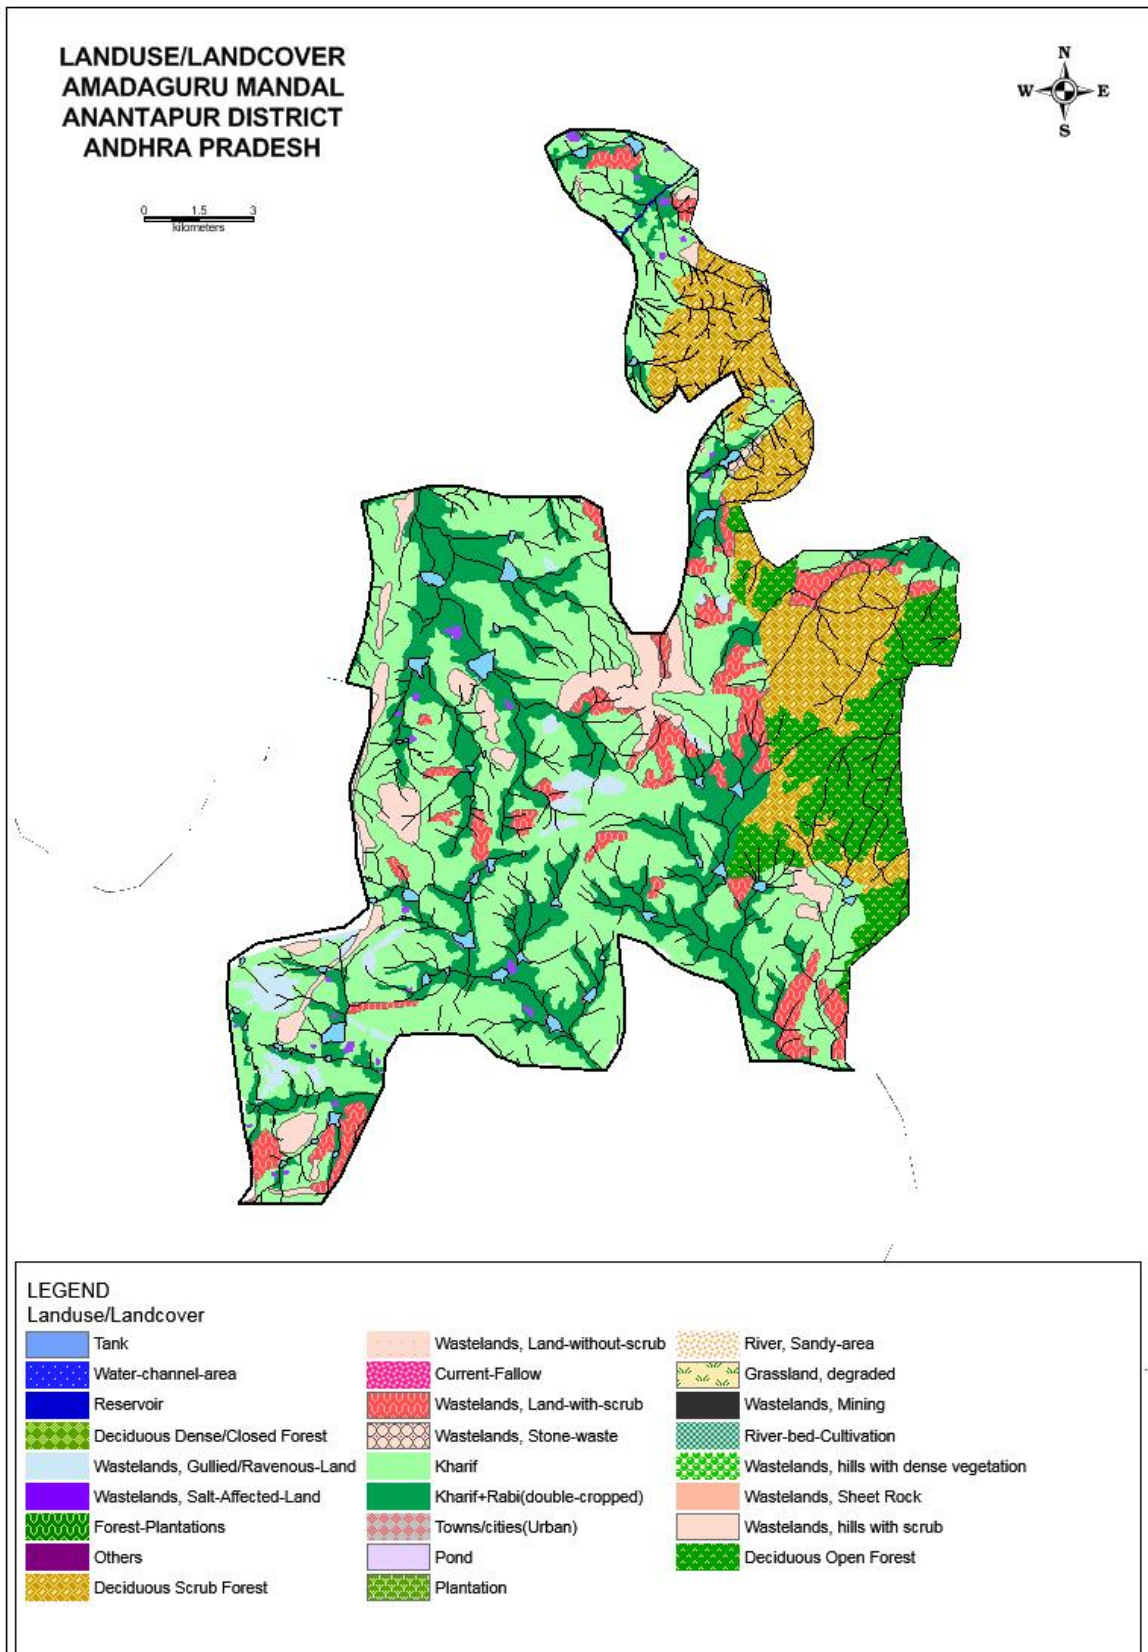 LANDUSE/LANDCOVER
AMADAGURU MANDAL
ANANTAPUR DISTRICT
ANDHRA PRADESH
N
W E
S
0 1.5 3
kilometers
LEGEND
Landuse/Landcover
Tank
Water-channel-area
Reservoir
Deciduous Dense/Closed Forest
Wastelands, Gullied/Ravenous-Land
Wastelands, Salt-Affected-Land
Forest-Plantations
Others
Deciduous Scrub Forest
Wastelands, Land-without-scrub
Current-Fallow
Wastelands, Land-with-scrub
Wastelands, Stone-waste
Kharif
Kharif+Rabi(double-cropped)
Towns/cities(Urban)
Pond
Plantation
River, Sandy-area
Grassland, degraded
Wastelands, Mining
River-bed-Cultivation
Wastelands, hills with dense vegetation
Wastelands, Sheet Rock
Wastelands, hills with scrub
Deciduous Open Forest